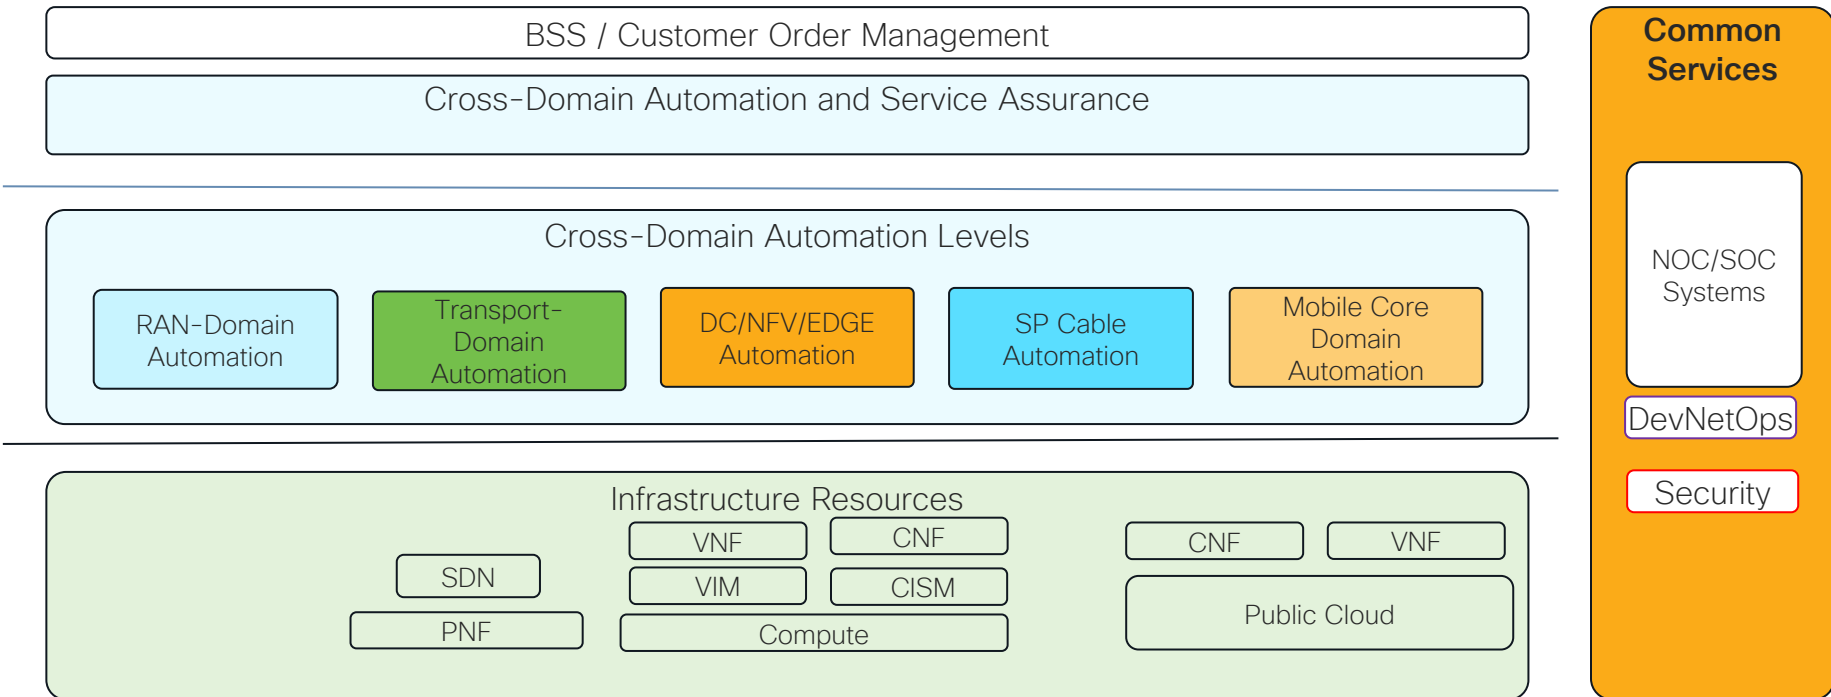 BSS / Customer Order Management
Cross-Domain Automation and Service Assurance
Cross-Domain Automation Levels
RAN-Domain
Automation
Transport-
Domain
Automation
DC/NFV/EDGE
Automation
SP Cable
Automation
Mobile Core
Domain
Automation
Infrastructure Resources
SDN
PNF
VNF
CNF
VIM
CISM
Compute
CNF
VNF
Public Cloud
Common
Services
NOC/SOC
Systems
DevNetOps
Security